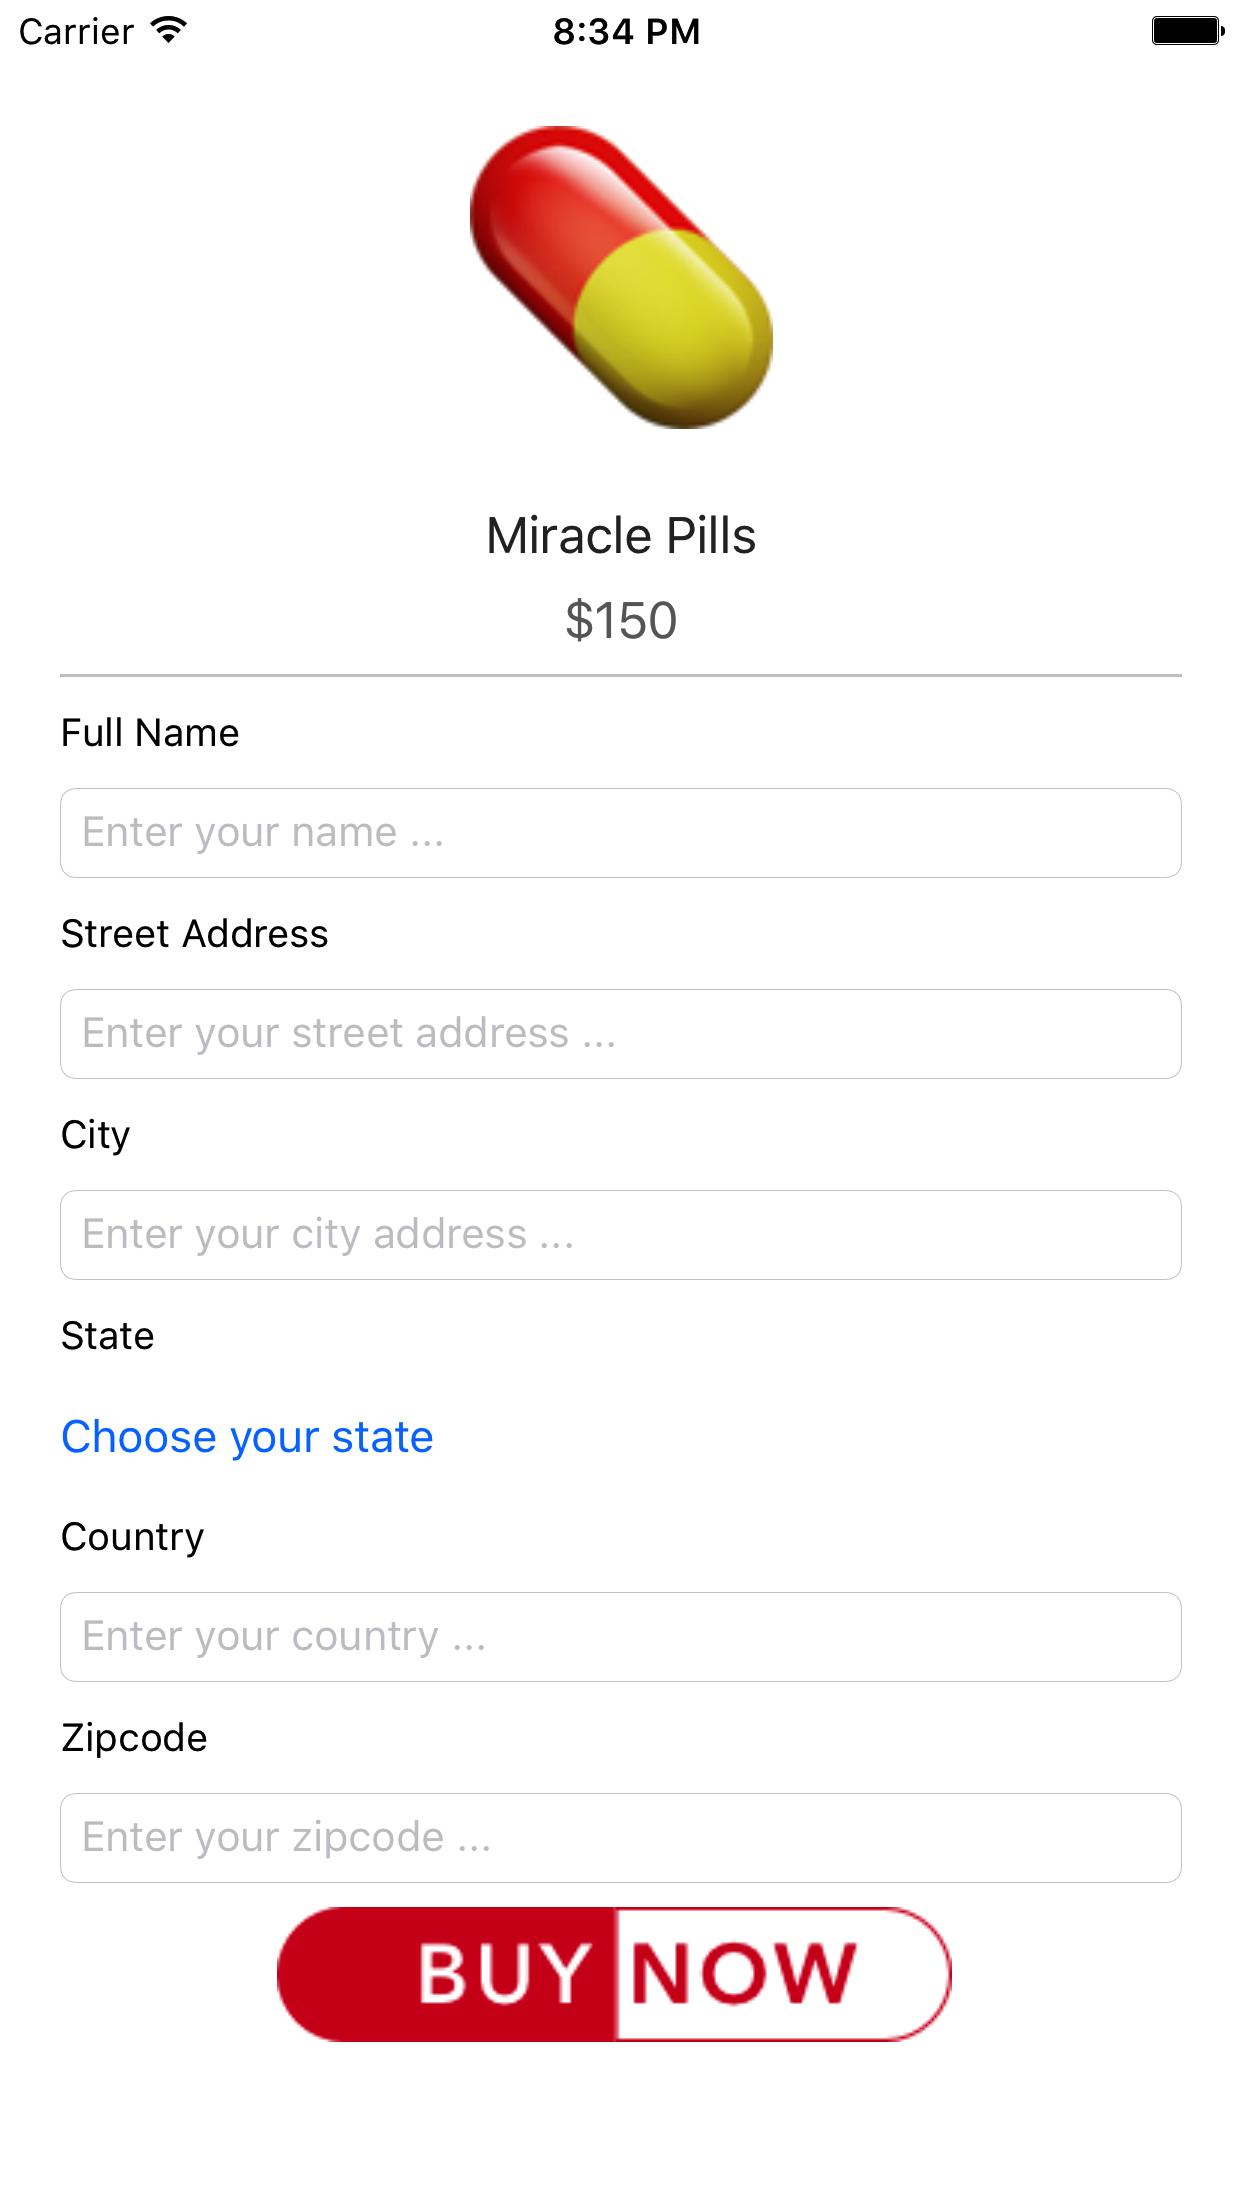 Carrier 8:34 PM
Miracle Pills
$150
Full Name
Enter your name ...
Street Address
Enter your street address ...
City
Enter your city address ...
State
Choose your state
Country
Enter your country ...
Zipcode
Enter your zipcode ...
BUY NOW